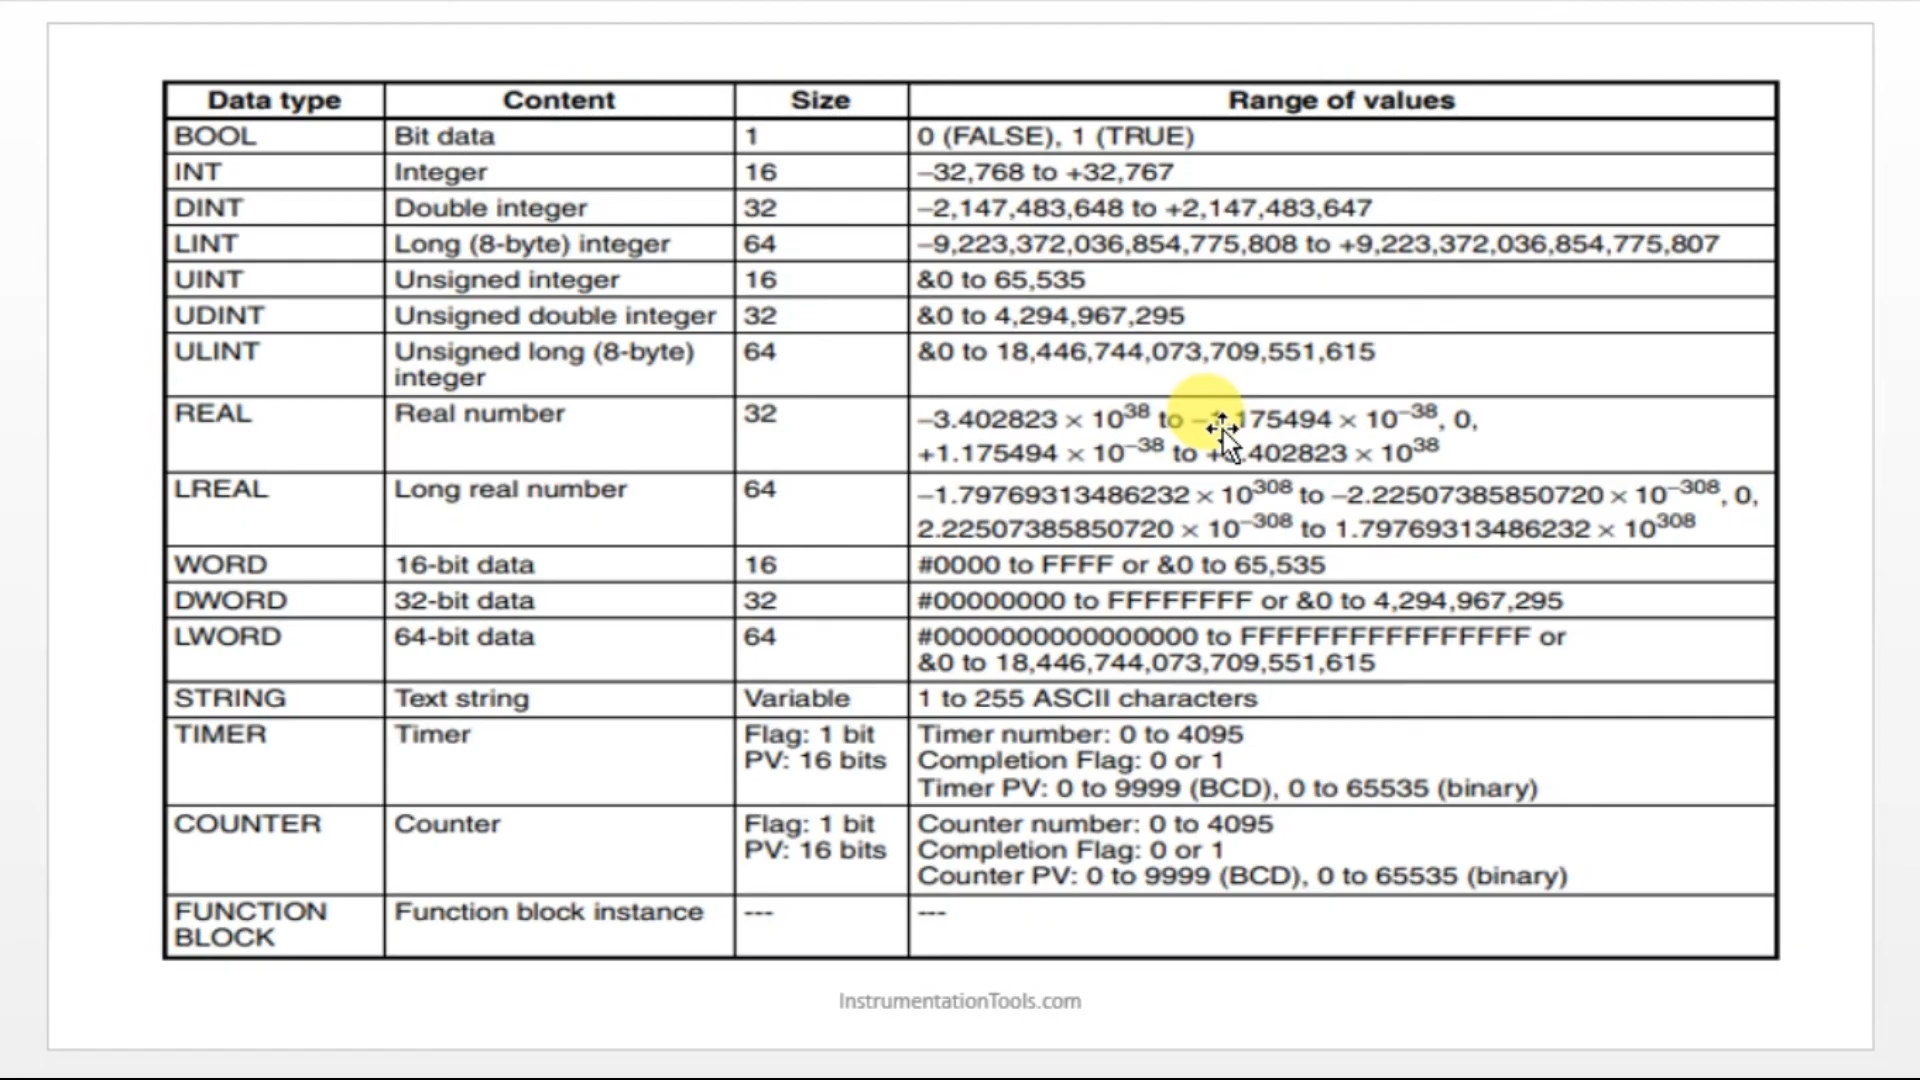 Data type Content Size Range of values
BOOL Bit data 1 0 (FALSE), 1 (TRUE)
INT Integer 16 –32,768 to +32,767
DINT Double integer 32 –2,147,483,648 to +2,147,483,647
LINT Long (8-byte) integer 64 –9,223,372,036,854,775,808 to +9,223,372,036,854,775,807
UINT Unsigned integer 16 &0 to 65,535
UDINT Unsigned double integer 32 &0 to 4,294,967,295
ULINT Unsigned long (8-byte) 64 &0 to 18,446,744,073,709,551,615
integer
REAL Real number 32 –3.402823 × 10³⁸ to –1.175494 × 10⁻³⁸, 0,
+1.175494 × 10⁻³⁸ to +3.402823 × 10³⁸
LREAL Long real number 64 –1.79769313486232 × 10³⁰⁸ to –2.22507385850720 × 10⁻³⁰⁸, 0,
2.22507385850720 × 10⁻³⁰⁸ to 1.79769313486232 × 10³⁰⁸
WORD 16-bit data 16 #0000 to FFFF or &0 to 65,535
DWORD 32-bit data 32 #00000000 to FFFFFFFF or &0 to 4,294,967,295
LWORD 64-bit data 64 #0000000000000000 to FFFFFFFFFFFFFFFF or
&0 to 18,446,744,073,709,551,615
STRING Text string Variable 1 to 255 ASCII characters
TIMER Timer Flag: 1 bit Timer number: 0 to 4095
PV: 16 bits Completion Flag: 0 or 1
Timer PV: 0 to 9999 (BCD), 0 to 65535 (binary)
COUNTER Counter Flag: 1 bit Counter number: 0 to 4095
PV: 16 bits Completion Flag: 0 or 1
Counter PV: 0 to 9999 (BCD), 0 to 65535 (binary)
FUNCTION Function block instance --- ---
BLOCK
InstrumentationTools.com